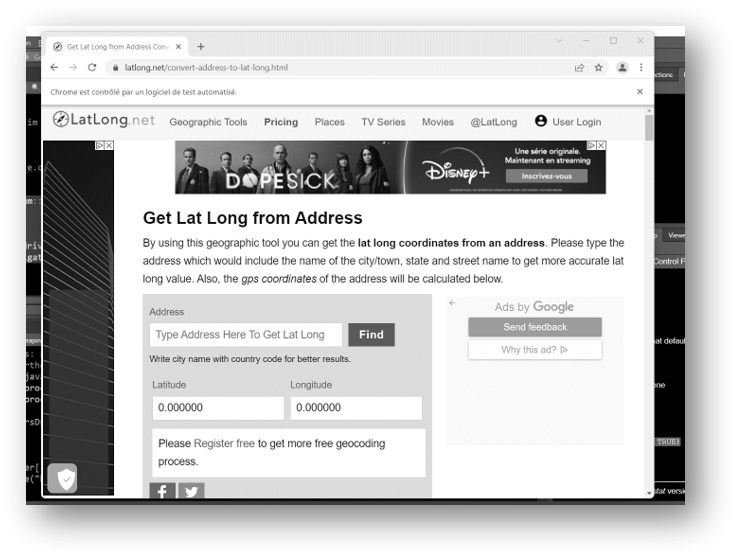 Get Lat Long from Address Conv
latlong.net/convert-address-to-lat-long.html
Chrome est contrôlé par un logiciel de test automatisé.
LatLong.net Geographic Tools Pricing Places TV Series Movies @LatLong User Login
DOPESICK
Disney+
Une série originale.
Maintenant en streaming
Inscrivez-vous
Get Lat Long from Address
By using this geographic tool you can get the lat long coordinates from an address. Please type
the address which would include the name of the city/town, state and street name to get more accurate lat
long value. Also, the gps coordinates of the address will be calculated below.
Address
Type Address Here To Get Lat Long Find
Write city name with country code for better results.
Latitude Longitude
0.000000 0.000000
Please Register free to get more free geocoding
process.
Ads by Google
Send feedback
Why this ad?
ctions
Viewe
Control P
at defaul
ne
TRUE)
stat versio